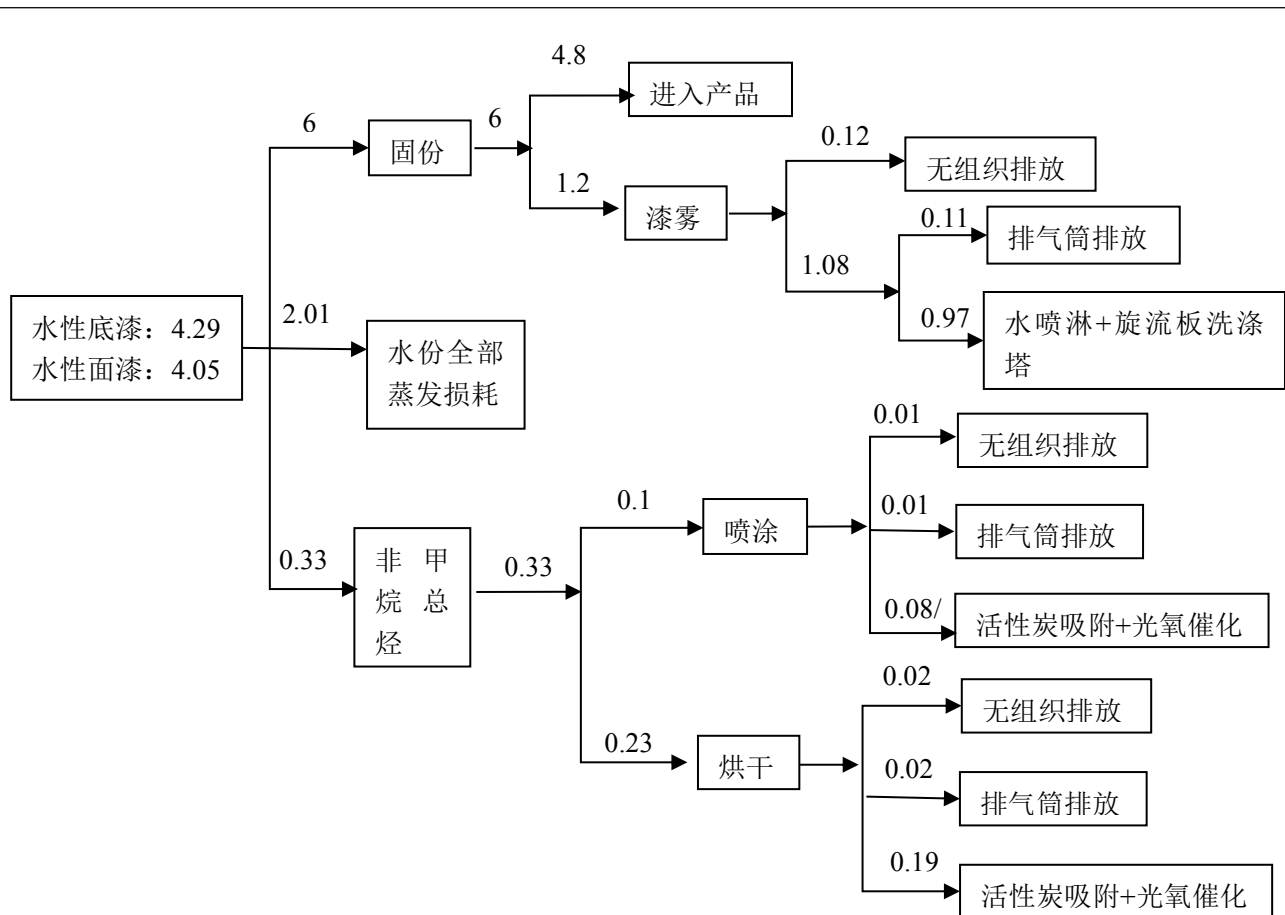 4.8
进入产品
6
固份
6
0.12
无组织排放
1.2
漆雾
0.11
排气筒排放
1.08
水性底漆：4.29
水性面漆：4.05
2.01
水份全部
蒸发损耗
0.97
水喷淋+旋流板洗涤
塔
0.01
无组织排放
0.1
喷涂
0.01
排气筒排放
0.33
非甲
烷总
烃
0.33
0.08/
活性炭吸附+光氧催化
0.02
无组织排放
0.23
烘干
0.02
排气筒排放
0.19
活性炭吸附+光氧催化